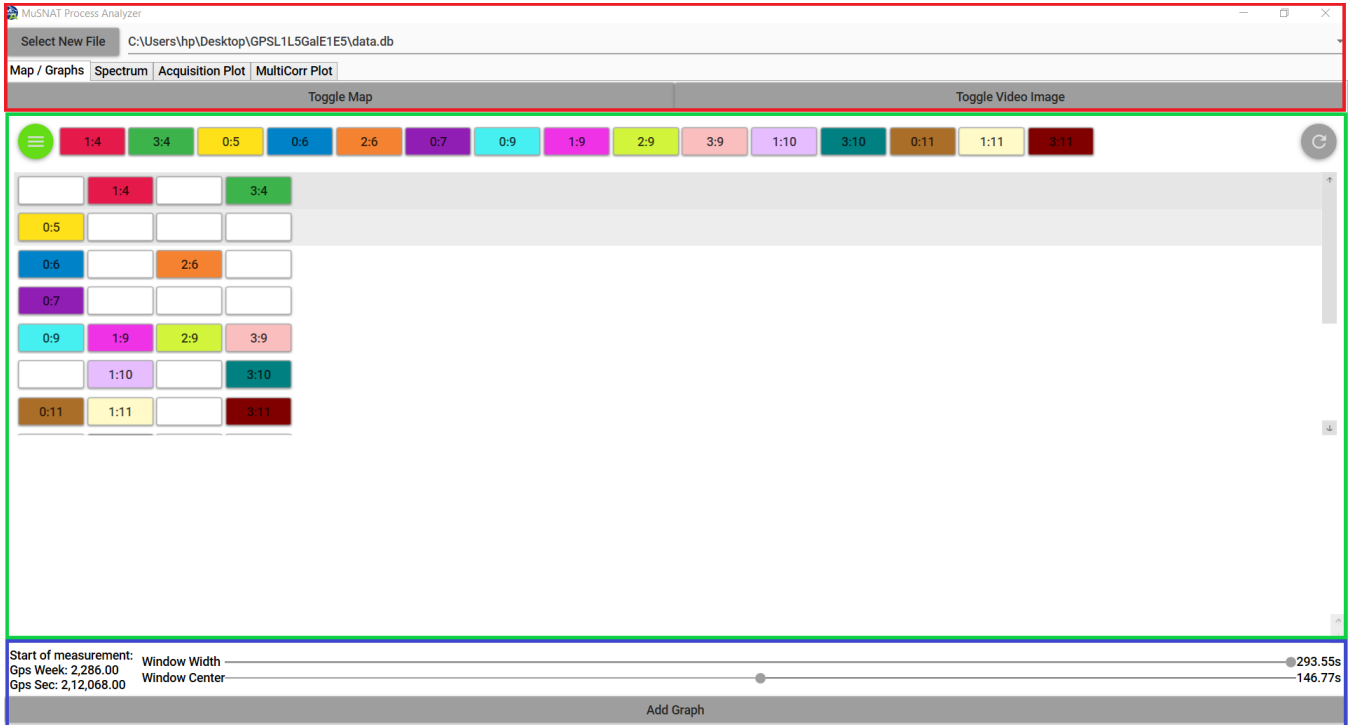 MuSNAT Process Analyzer
Select New File C:\Users\hp\Desktop\GPSL1L5GalE1E5\data.db
Map / Graphs Spectrum Acquisition Plot MultiCorr Plot
Toggle Map Toggle Video Image
1:4 3:4 0:5 0:6 2:6 0:7 0:9 1:9 2:9 3:9 1:10 3:10 0:11 1:11 3:11
1:4 3:4
0:5
0:6 2:6
0:7
0:9 1:9 2:9 3:9
1:10 3:10
0:11 1:11 3:11
Start of measurement:
Gps Week: 2,286.00
Gps Sec: 2,12,068.00
Window Width 293.55s
Window Center 146.77s
Add Graph